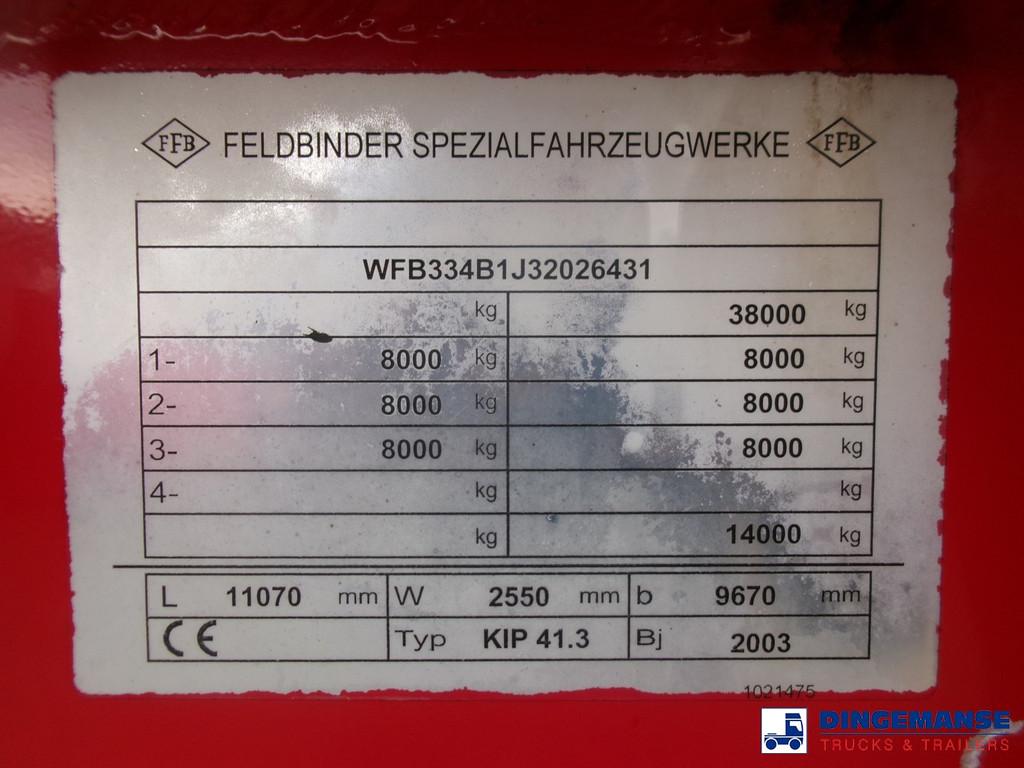 FFB FELDBINDER SPEZIALFAHRZEUGWERKE FFB
WFB334B1J32026431
kg 38000 kg
1- 8000 kg 8000 kg
2- 8000 kg 8000 kg
3- 8000 kg 8000 kg
4- kg kg
kg 14000 kg
L 11070 mm W 2550 mm b 9670 mm
CE Typ KIP 41.3 Bj 2003
1021475
DINGEMANSE
TRUCKS & TRAILERS